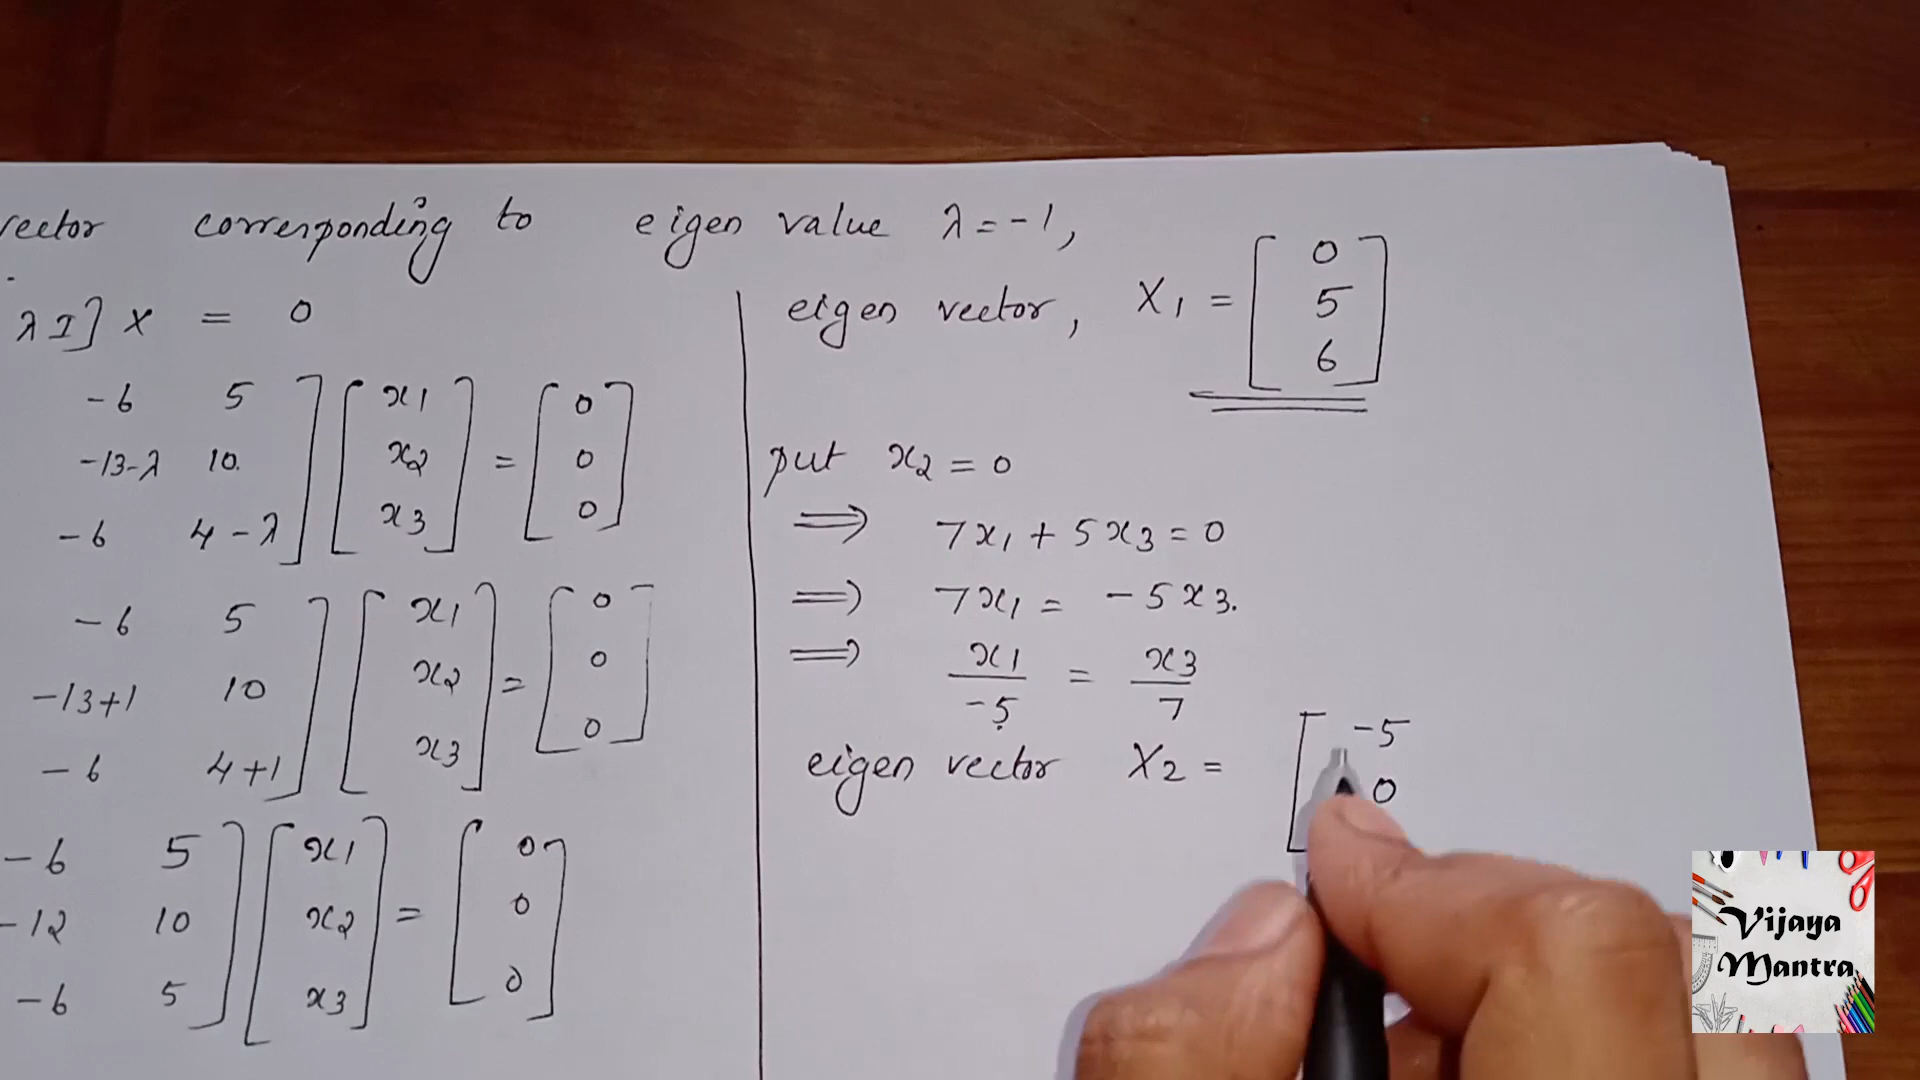 vector corresponding to eigen value λ = -1,
λI] X = 0
-6 5 ] [ x1 ] = [ 0 ]
-13-λ 10. x2 0
-6 4-λ x3 0
-6 5 ] [ x1 ] = [ 0 ]
-13+1 10 x2 0
-6 4+1 x3 0
-6 5 ] [ x1 ] = [ 0 ]
-12 10 x2 0
-6 5 x3 0
eigen vector, X1 = [ 0 ]
5
6
put x2 = 0
⟹ 7x1 + 5x3 = 0
⟹ 7x1 = -5x3.
⟹ x1/-5 = x3/7
eigen vector X2 = [ -5
0
Vijaya
Mantra